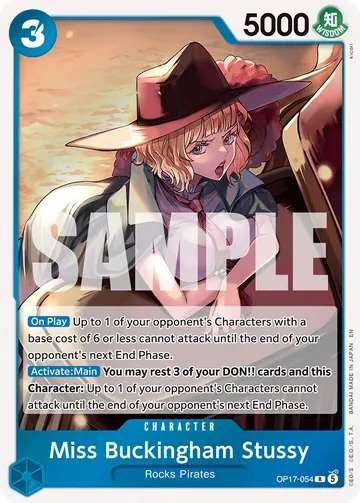 3
5000
知
WISDOM
kicori
SAMPLE
On Play Up to 1 of your opponent's Characters with a
base cost of 6 or less cannot attack until the end of your
opponent's next End Phase.
Activate:Main You may rest 3 of your DON!! cards and this
Character: Up to 1 of your opponent's Characters cannot
attack until the end of your opponent's next End Phase.
CHARACTER
Miss Buckingham Stussy
Rocks Pirates
OP17-054 R 5
©E.O./S., T.A. BANDAI MADE IN JAPAN EN